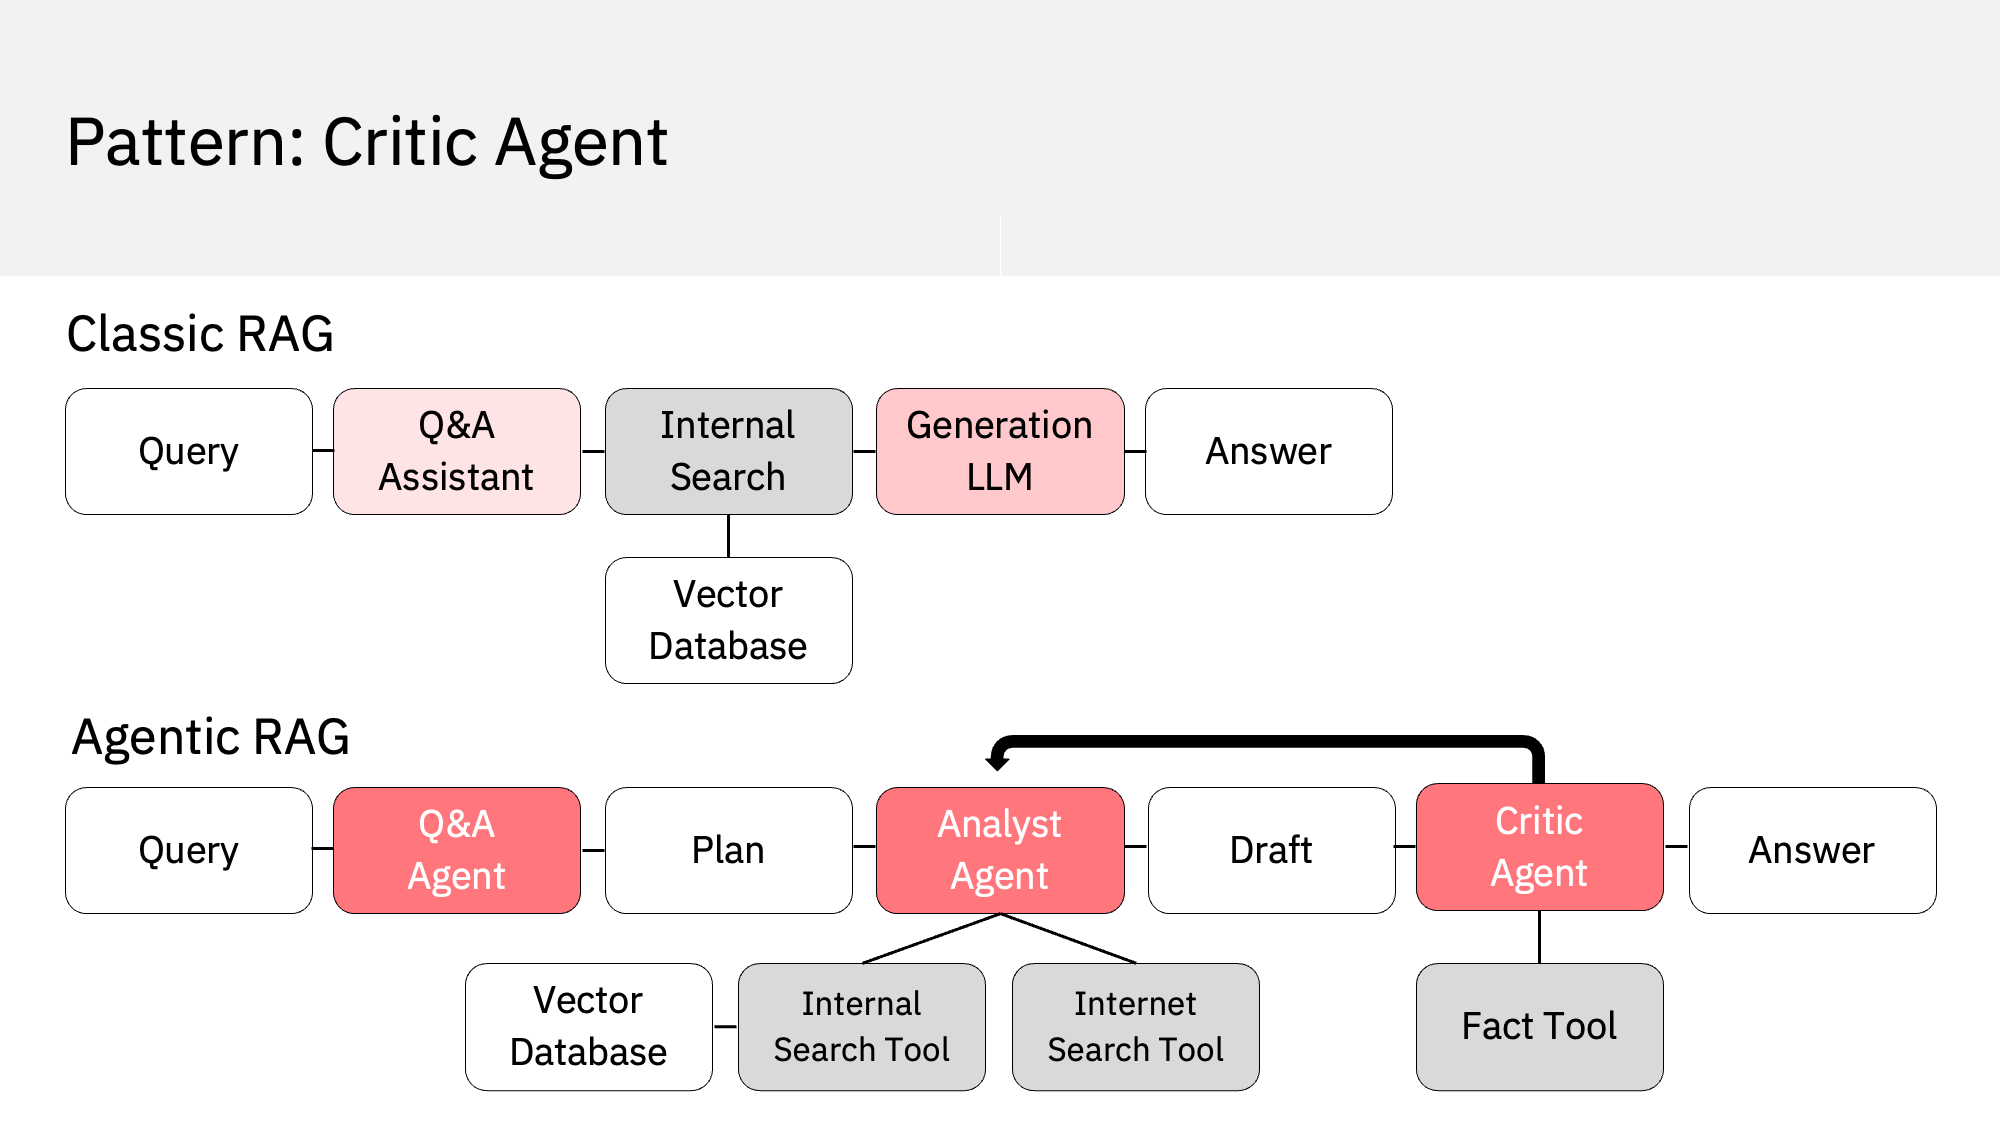 Pattern: Critic Agent
Classic RAG
Query
Q&A
Assistant
Internal
Search
Generation
LLM
Answer
Vector
Database
Agentic RAG
Query
Q&A
Agent
Plan
Analyst
Agent
Draft
Critic
Agent
Answer
Vector
Database
Internal
Search Tool
Internet
Search Tool
Fact Tool